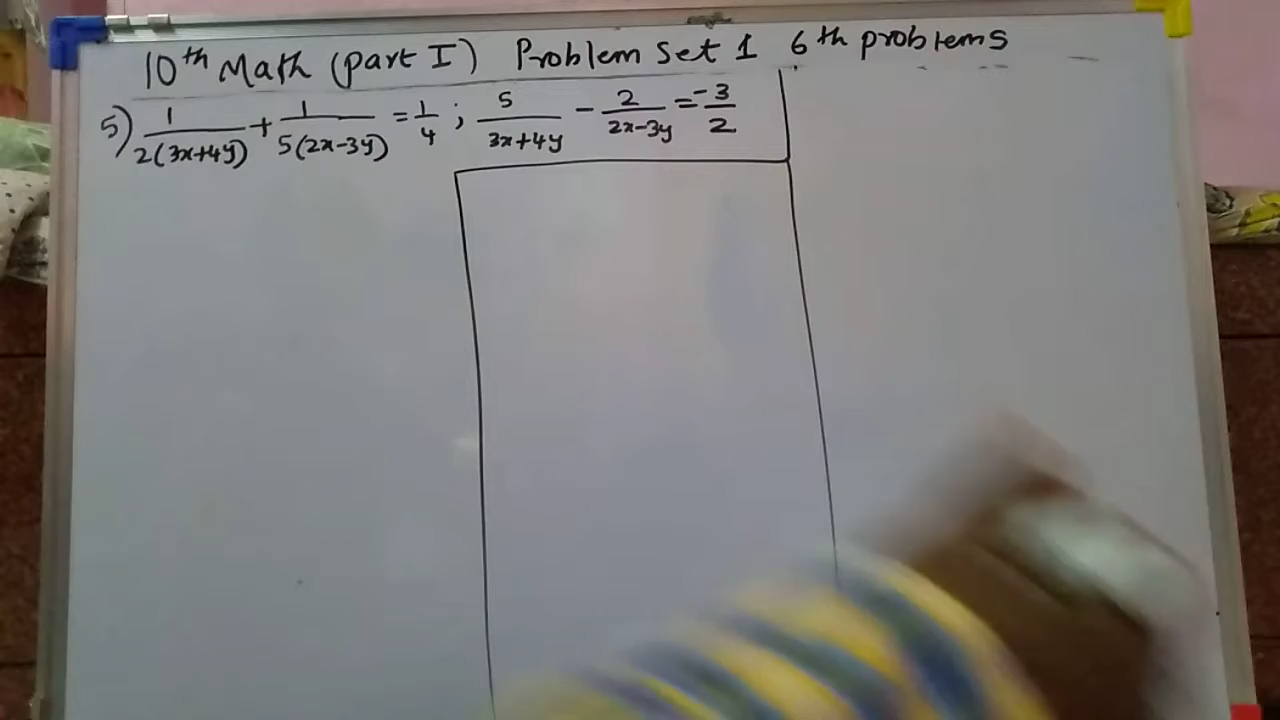 10th Math (part I) Problem Set 1 6th problems
5) 1/2(3x+4y) + 1/5(2x-3y) = 1/4 ; 5/3x+4y - 2/2x-3y = -3/2